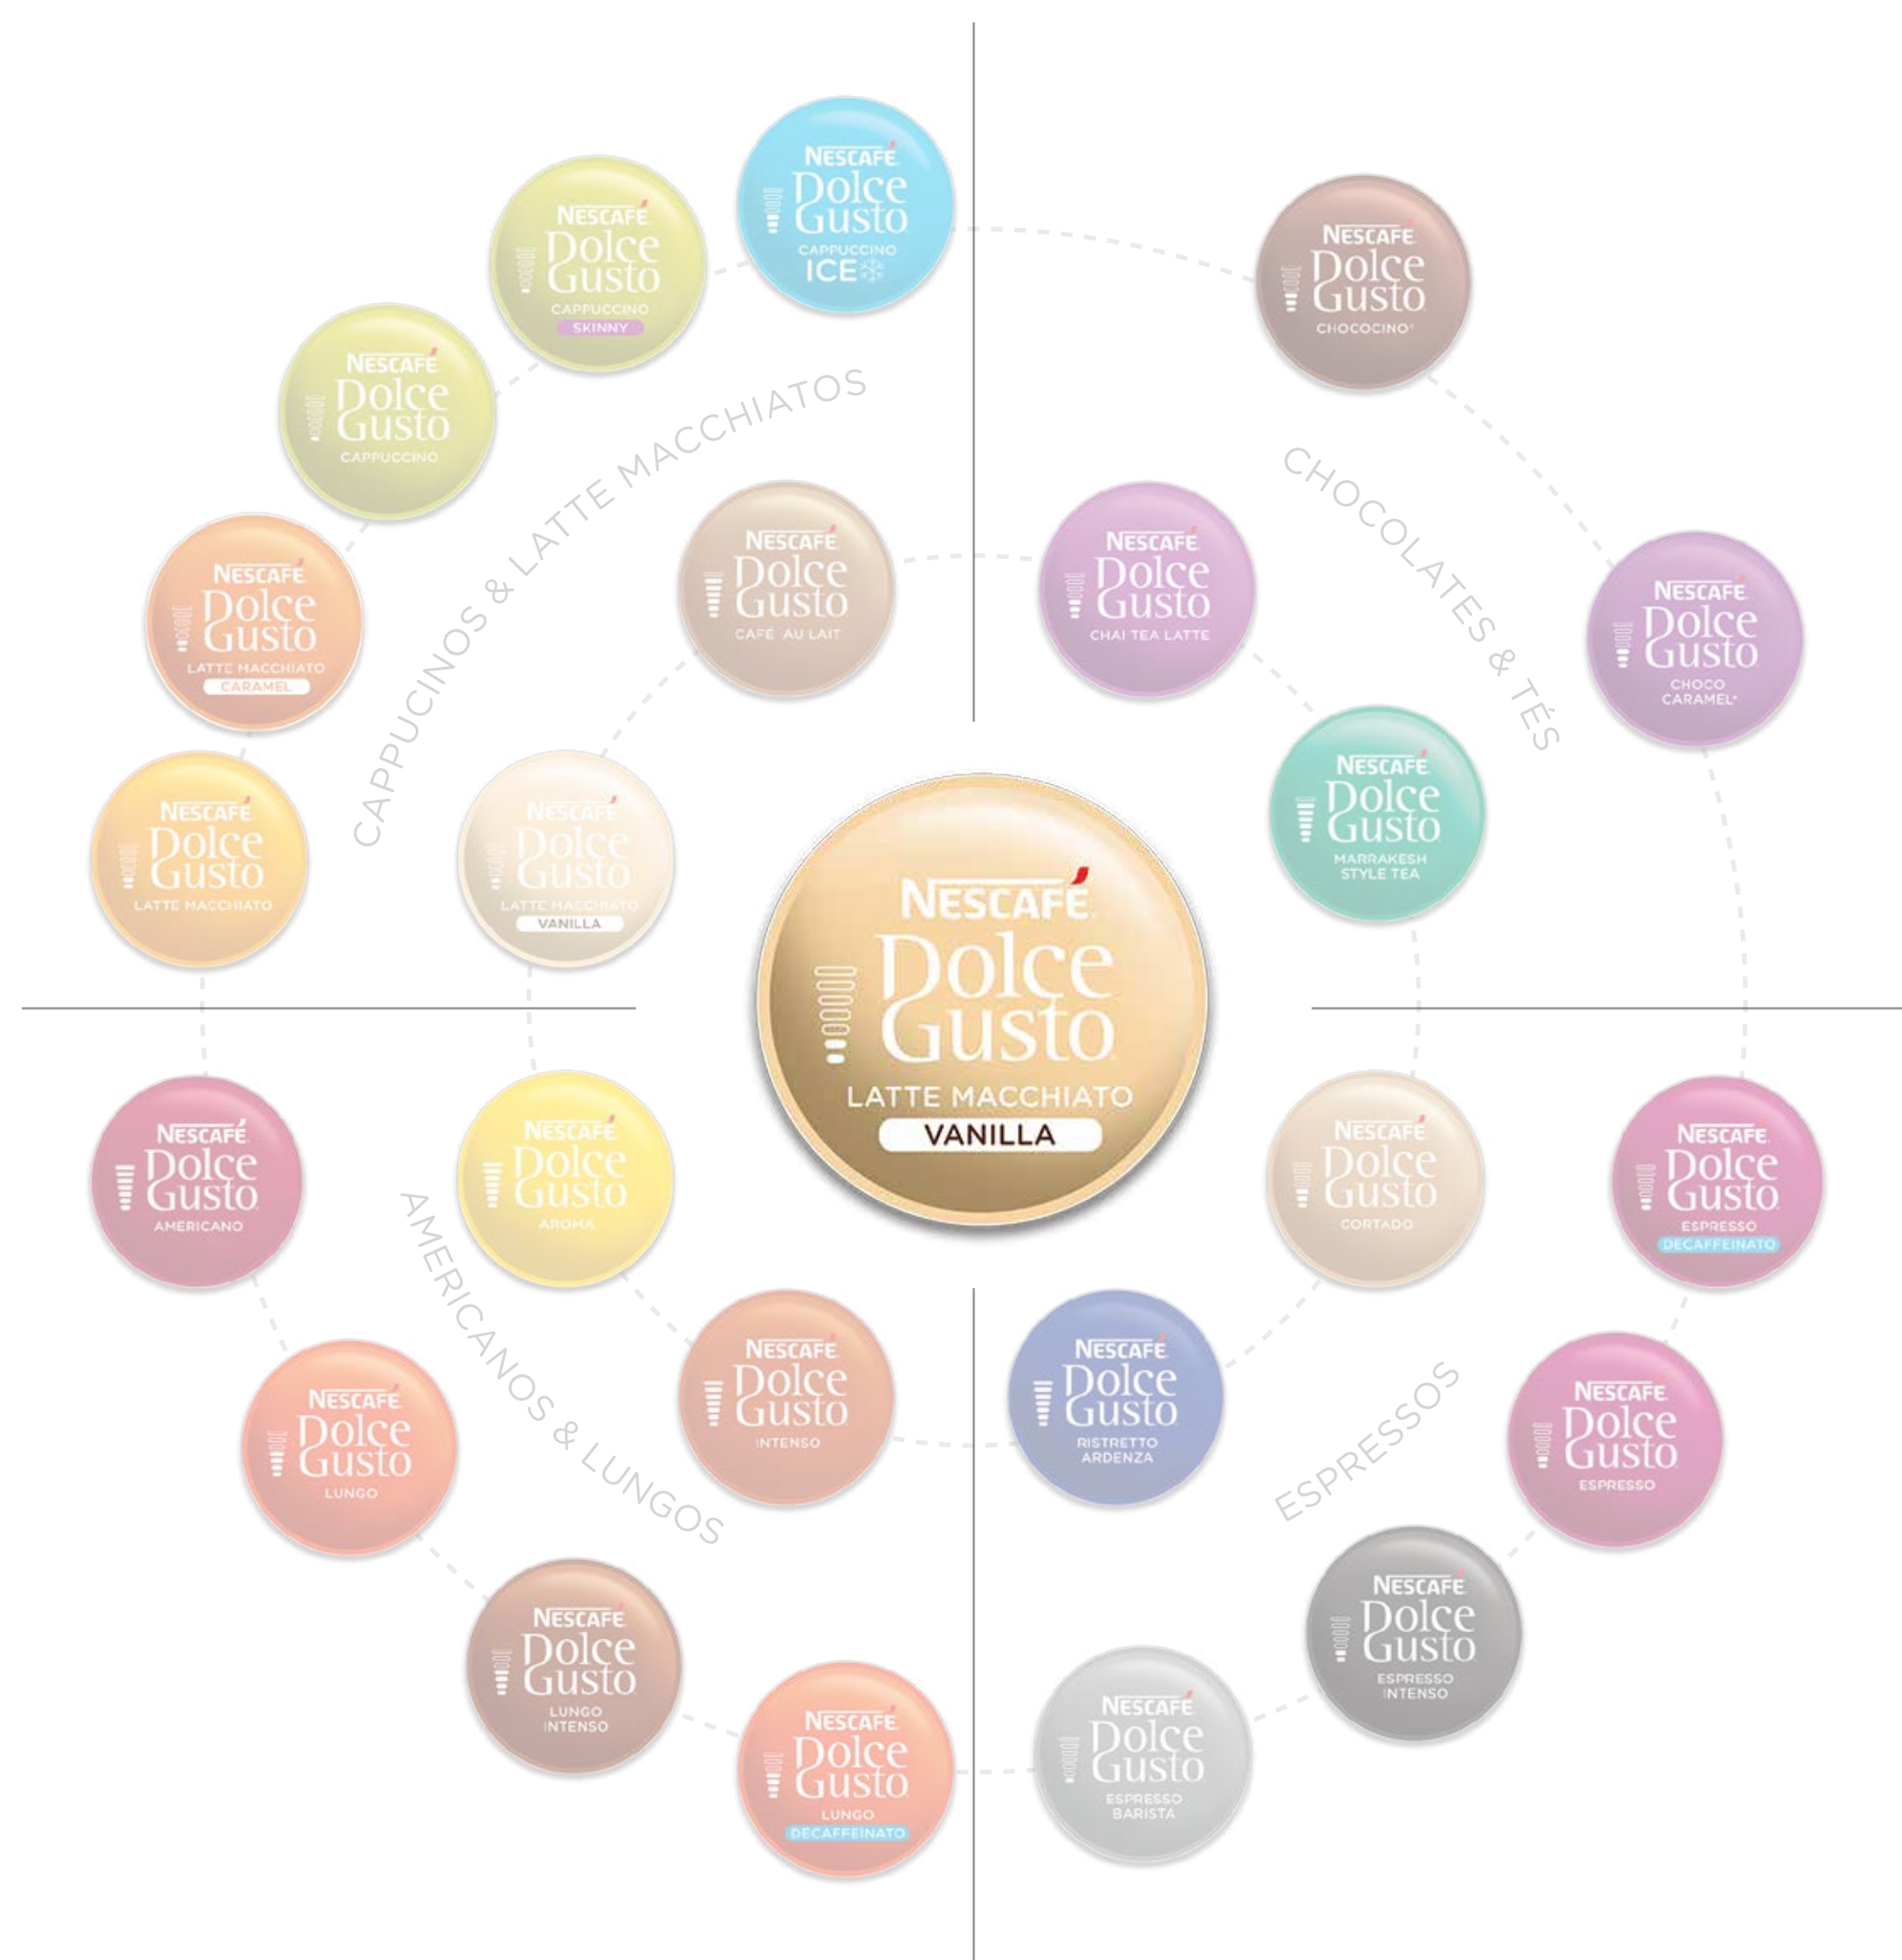 NESCAFÉ
Dolce
Gusto
CAPPUCCINO
ICE
NESCAFÉ
Dolce
Gusto
CAPPUCCINO
SKINNY
NESCAFÉ
Dolce
Gusto
CAPPUCCINO
NESCAFÉ
Dolce
Gusto
LATTE MACCHIATO
CARAMEL
NESCAFÉ
Dolce
Gusto
LATTE MACCHIATO
CAPPUCINOS & LATTE MACCHIATOS
NESCAFÉ
Dolce
Gusto
CAFÉ AU LAIT
NESCAFÉ
Dolce
Gusto
LATTE MACCHIATO
VANILLA
NESCAFÉ
Dolce
Gusto
CHOCOCINO*
NESCAFÉ
Dolce
Gusto
CHOCO
CARAMEL*
CHOCOLATES & TÉS
NESCAFÉ
Dolce
Gusto
CHAI TEA LATTE
NESCAFÉ
Dolce
Gusto
MARRAKESH
STYLE TEA
NESCAFÉ
Dolce
Gusto
LATTE MACCHIATO
VANILLA
NESCAFÉ
Dolce
Gusto
AMERICANO
NESCAFÉ
Dolce
Gusto
AROMA
AMERICANOS & LUNGOS
NESCAFÉ
Dolce
Gusto
INTENSO
NESCAFÉ
Dolce
Gusto
LUNGO
NESCAFÉ
Dolce
Gusto
LUNGO
INTENSO
NESCAFÉ
Dolce
Gusto
LUNGO
DECAFFEINATO
NESCAFÉ
Dolce
Gusto
CORTADO
NESCAFÉ
Dolce
Gusto
ESPRESSO
DECAFFEINATO
NESCAFÉ
Dolce
Gusto
RISTRETTO
ARDENZA
ESPRESSOS
NESCAFÉ
Dolce
Gusto
ESPRESSO
NESCAFÉ
Dolce
Gusto
ESPRESSO
INTENSO
NESCAFÉ
Dolce
Gusto
ESPRESSO
BARISTA